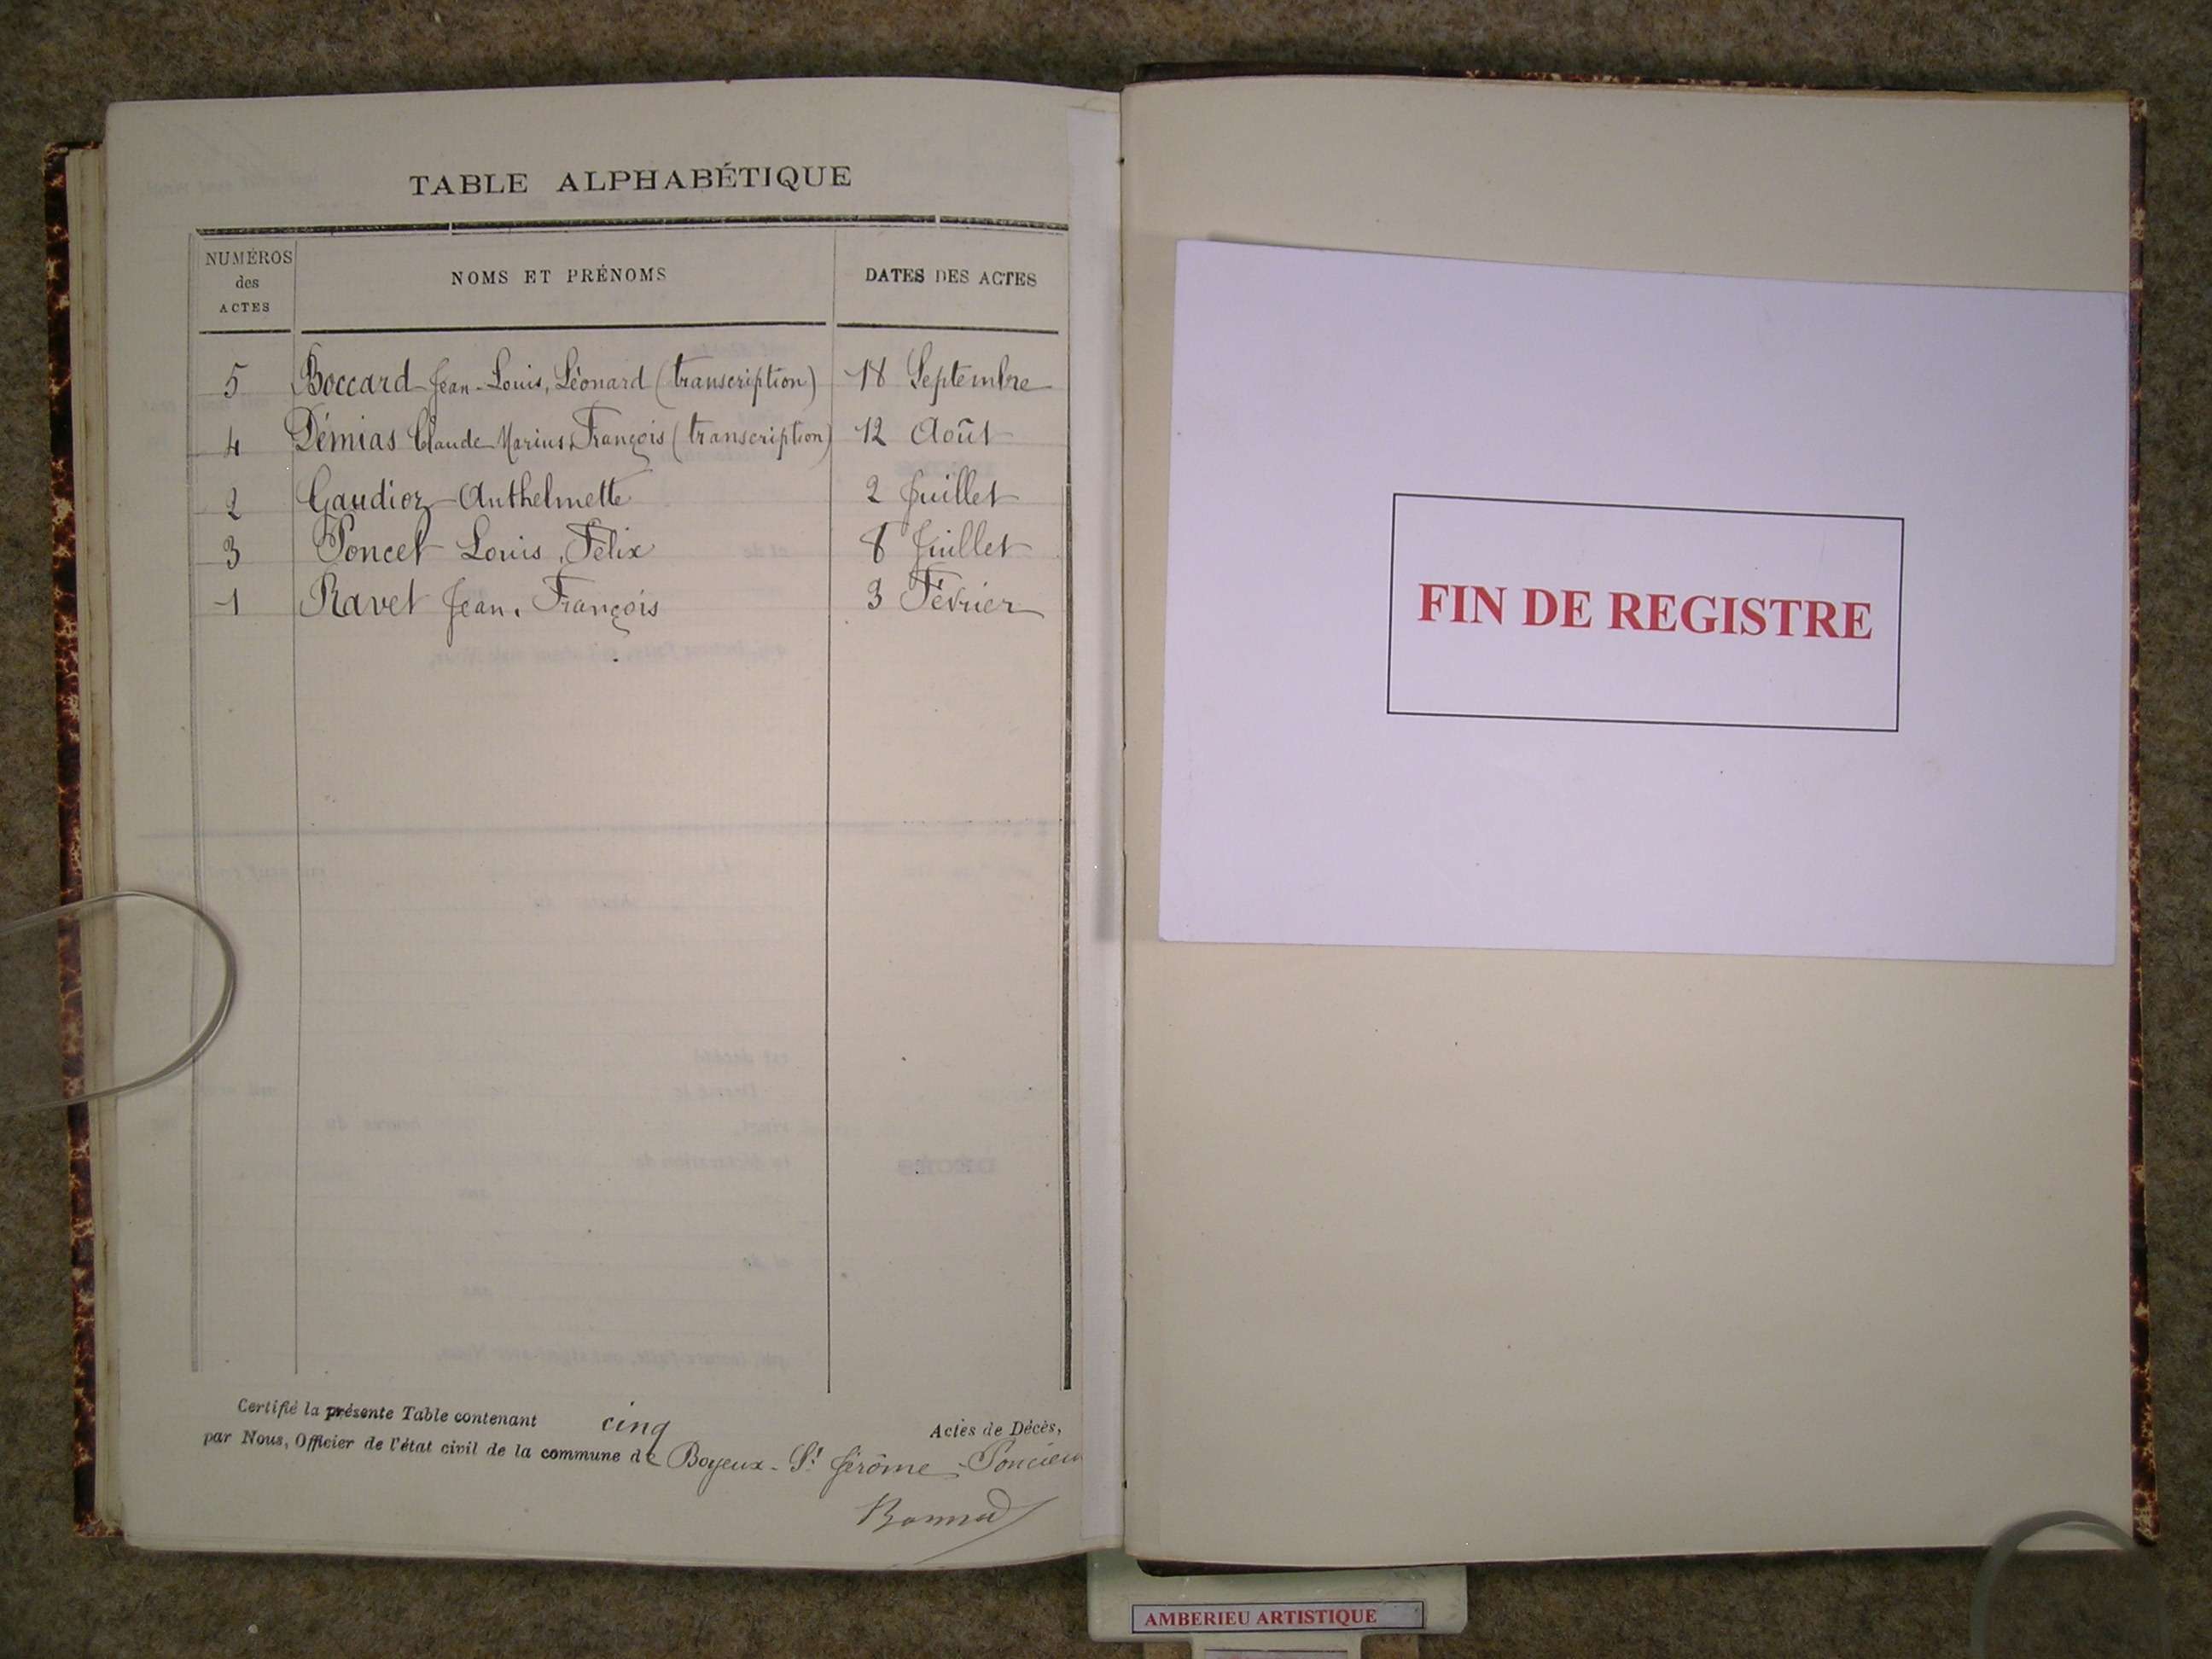 TABLE ALPHABÉTIQUE
NUMÉROS des ACTES NOMS ET PRÉNOMS DATES DES ACTES
5 Boccard Jean-Louis, Léonard (transcription) 18 Septembre
4 Démias Claude Marius François (transcription) 12 Août
2 Gaudioz Anthelmette 2 Juillet
3 Poncet Louis, Félix 8 Juillet
1 Ravet Jean, François 3 Février
Certifié la présente Table contenant cinq Actes de Décès,
par Nous, Officier de l'état civil de la commune de Boyeux-St Jérôme
FIN DE REGISTRE
AMBERIEU ARTISTIQUE